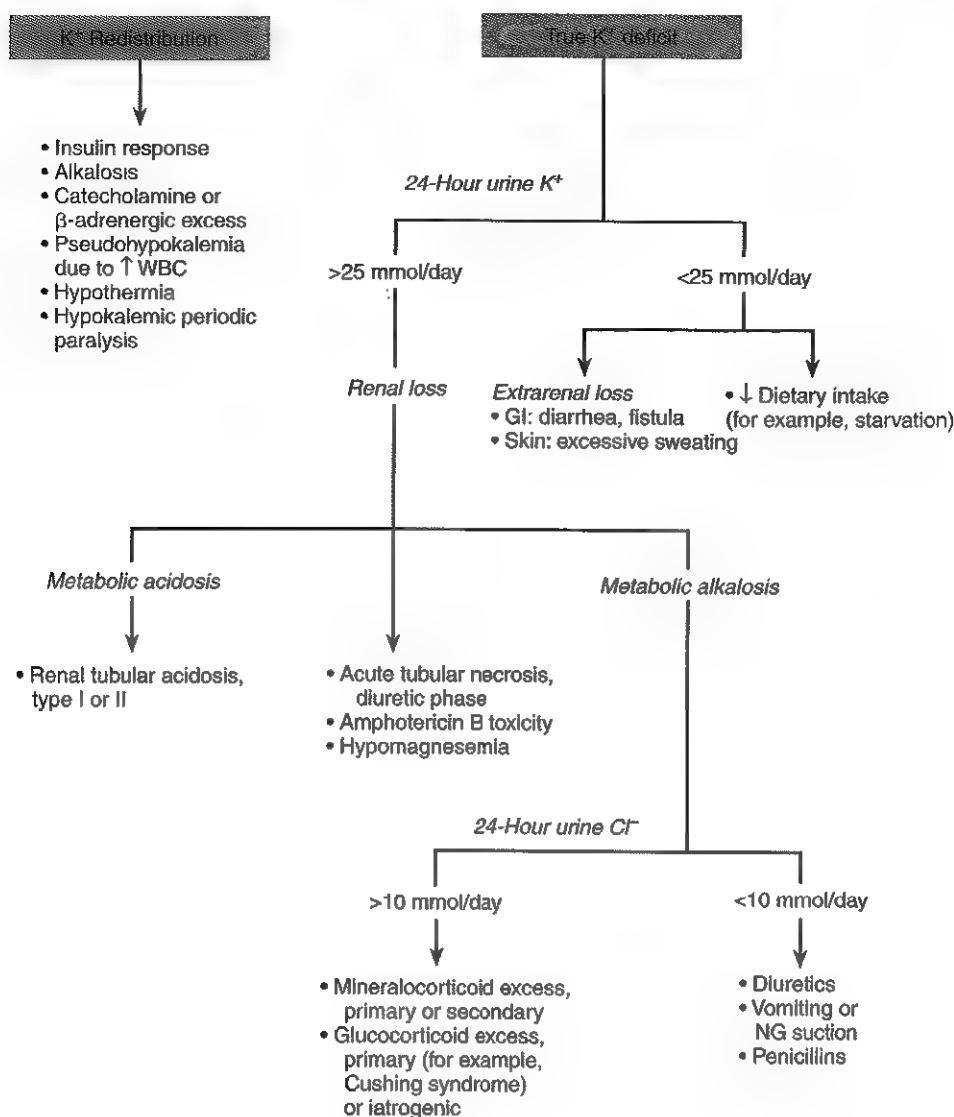 K⁺ Redistribution
True K⁺ deficit
• Insulin response
• Alkalosis
• Catecholamine or
β-adrenergic excess
• Pseudohypokalemia
due to ↑ WBC
• Hypothermia
• Hypokalemic periodic
paralysis
24-Hour urine K⁺
>25 mmol/day
<25 mmol/day
Renal loss
Extrarenal loss
• GI: diarrhea, fistula
• Skin: excessive sweating
• ↓ Dietary intake
(for example, starvation)
Metabolic acidosis
Metabolic alkalosis
• Renal tubular acidosis,
type I or II
• Acute tubular necrosis,
diuretic phase
• Amphotericin B toxicity
• Hypomagnesemia
24-Hour urine Cl⁻
>10 mmol/day
<10 mmol/day
• Mineralocorticoid excess,
primary or secondary
• Glucocorticoid excess,
primary (for example,
Cushing syndrome)
or iatrogenic
• Diuretics
• Vomiting or
NG suction
• Penicillins